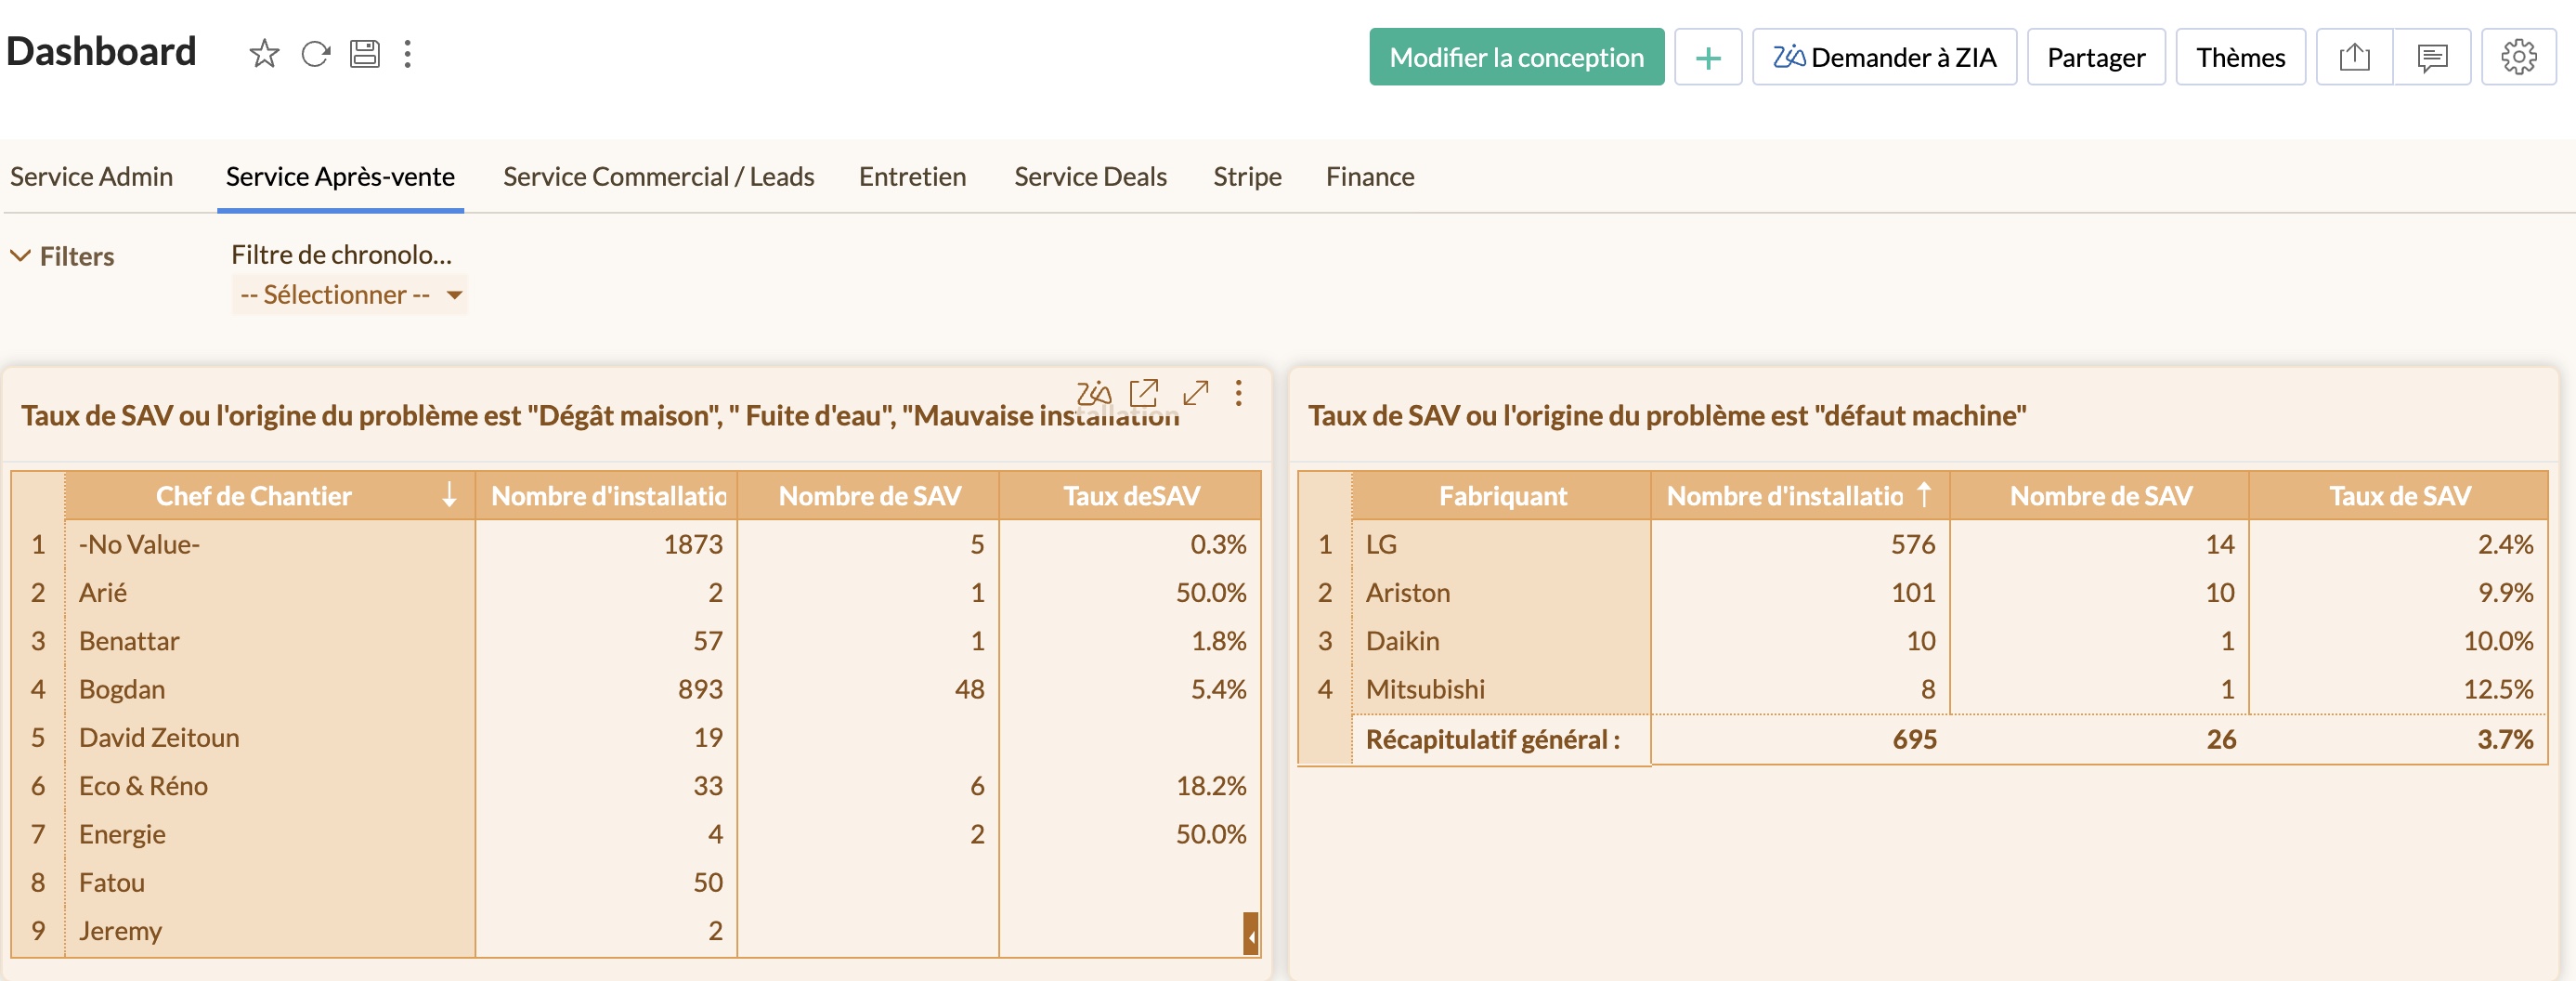 Dashboard
Modifier la conception
+
Zia Demander à ZIA
Partager
Thèmes
Service Admin
Service Après-vente
Service Commercial / Leads
Entretien
Service Deals
Stripe
Finance
Filters
Filtre de chronolo...
-- Sélectionner --
Taux de SAV ou l'origine du problème est "Dégât maison", " Fuite d'eau", "Mauvaise installation
Zia
Chef de Chantier Nombre d'installatio Nombre de SAV Taux deSAV
1 -No Value- 1873 5 0.3%
2 Arié 2 1 50.0%
3 Benattar 57 1 1.8%
4 Bogdan 893 48 5.4%
5 David Zeitoun 19
6 Eco & Réno 33 6 18.2%
7 Energie 4 2 50.0%
8 Fatou 50
9 Jeremy 2
Taux de SAV ou l'origine du problème est "défaut machine"
Fabriquant Nombre d'installatio Nombre de SAV Taux de SAV
1 LG 576 14 2.4%
2 Ariston 101 10 9.9%
3 Daikin 10 1 10.0%
4 Mitsubishi 8 1 12.5%
Récapitulatif général : 695 26 3.7%